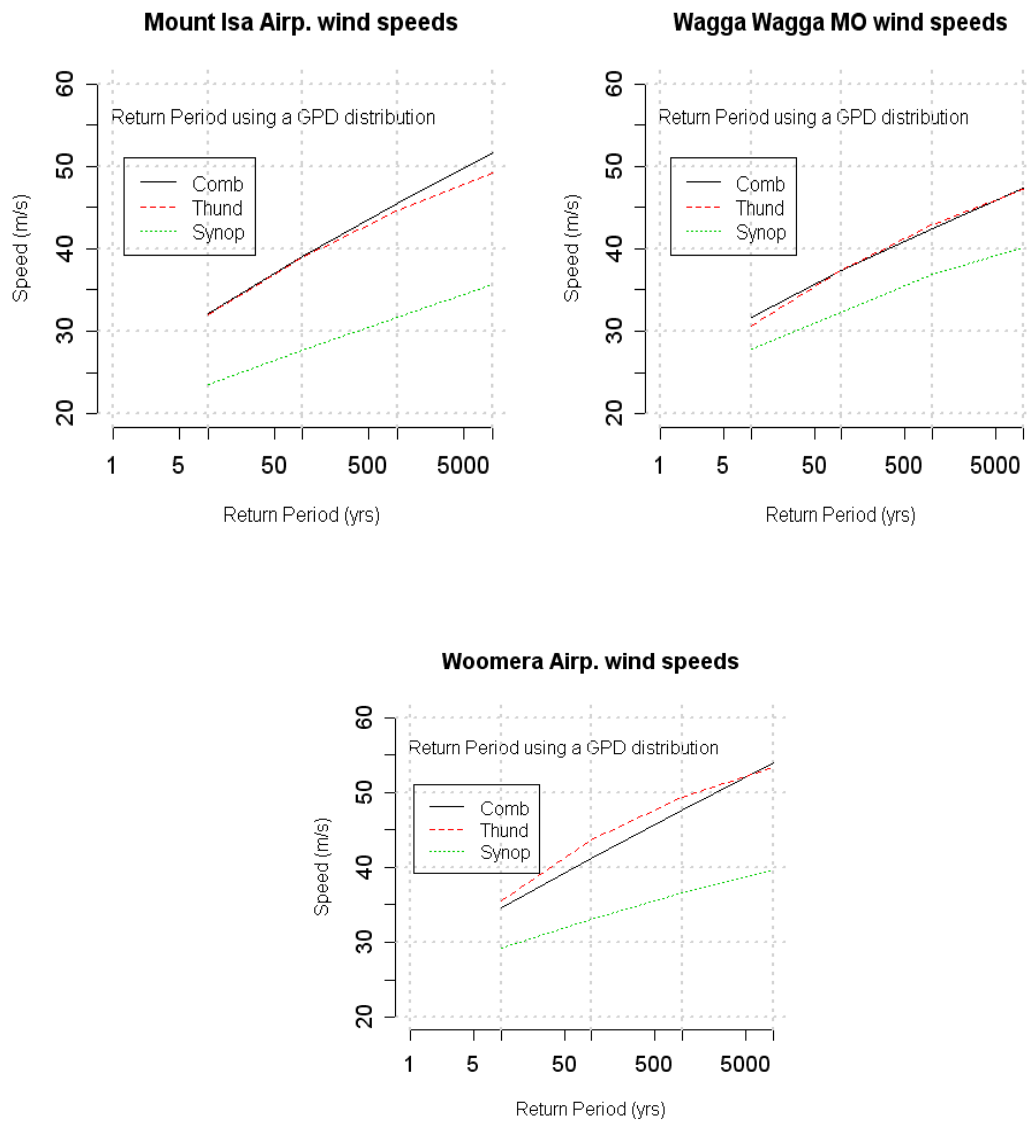 Mount Isa Airp. wind speeds
Speed (m/s)
60
50
40
30
20
Return Period using a GPD distribution
Comb
Thund
Synop
1 5 50 500 5000
Return Period (yrs)
Wagga Wagga MO wind speeds
Speed (m/s)
60
50
40
30
20
Return Period using a GPD distribution
Comb
Thund
Synop
1 5 50 500 5000
Return Period (yrs)
Woomera Airp. wind speeds
Speed (m/s)
60
50
40
30
20
Return Period using a GPD distribution
Comb
Thund
Synop
1 5 50 500 5000
Return Period (yrs)